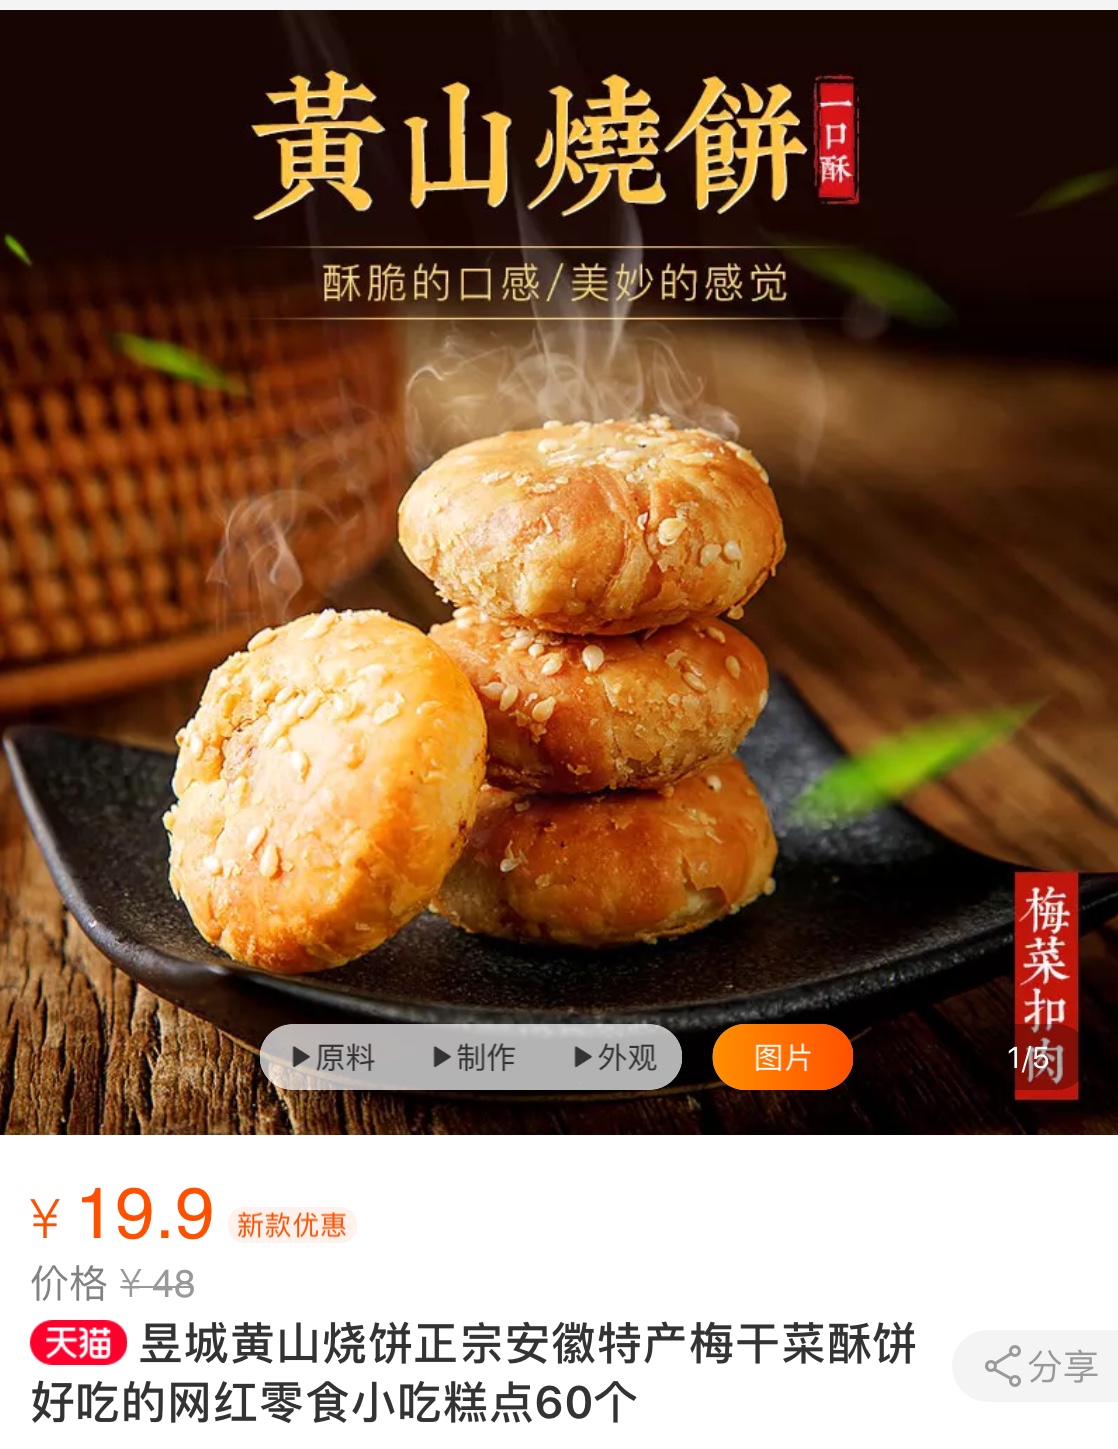 黃山燒餅
一口酥
酥脆的口感/美妙的感觉
梅菜扣肉
▶原料 ▶制作 ▶外观 图片 1/5
¥ 19.9 新款优惠
价格 ¥ 48
天猫 昱城黄山烧饼正宗安徽特产梅干菜酥饼
好吃的网红零食小吃糕点60个
分享